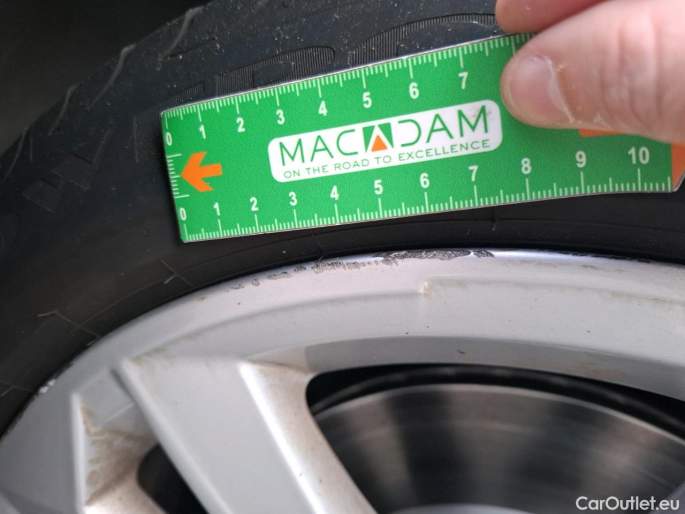 0 1 2 3 4 5 6 7
MACADAM
ON THE ROAD TO EXCELLENCE
0 1 2 3 4 5 6 7 8 9 10
CarOutlet.eu